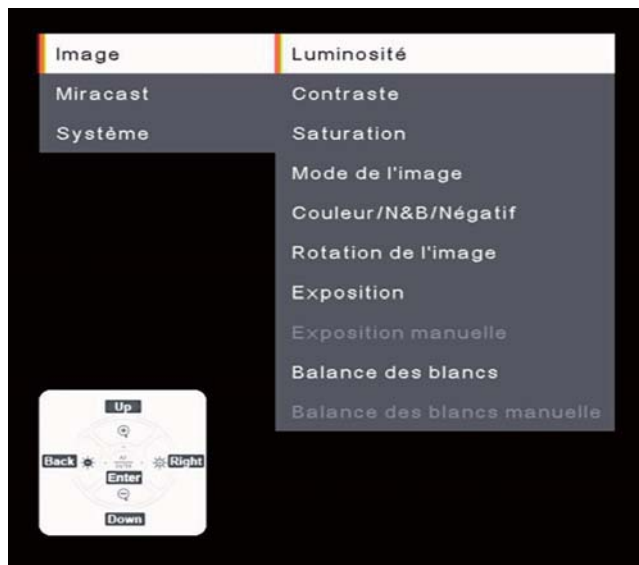 Image
Miracast
Système
Luminosité
Contraste
Saturation
Mode de l'image
Couleur/N&B/Négatif
Rotation de l'image
Exposition
Exposition manuelle
Balance des blancs
Balance des blancs manuelle
Up
Back
Right
Enter
Down